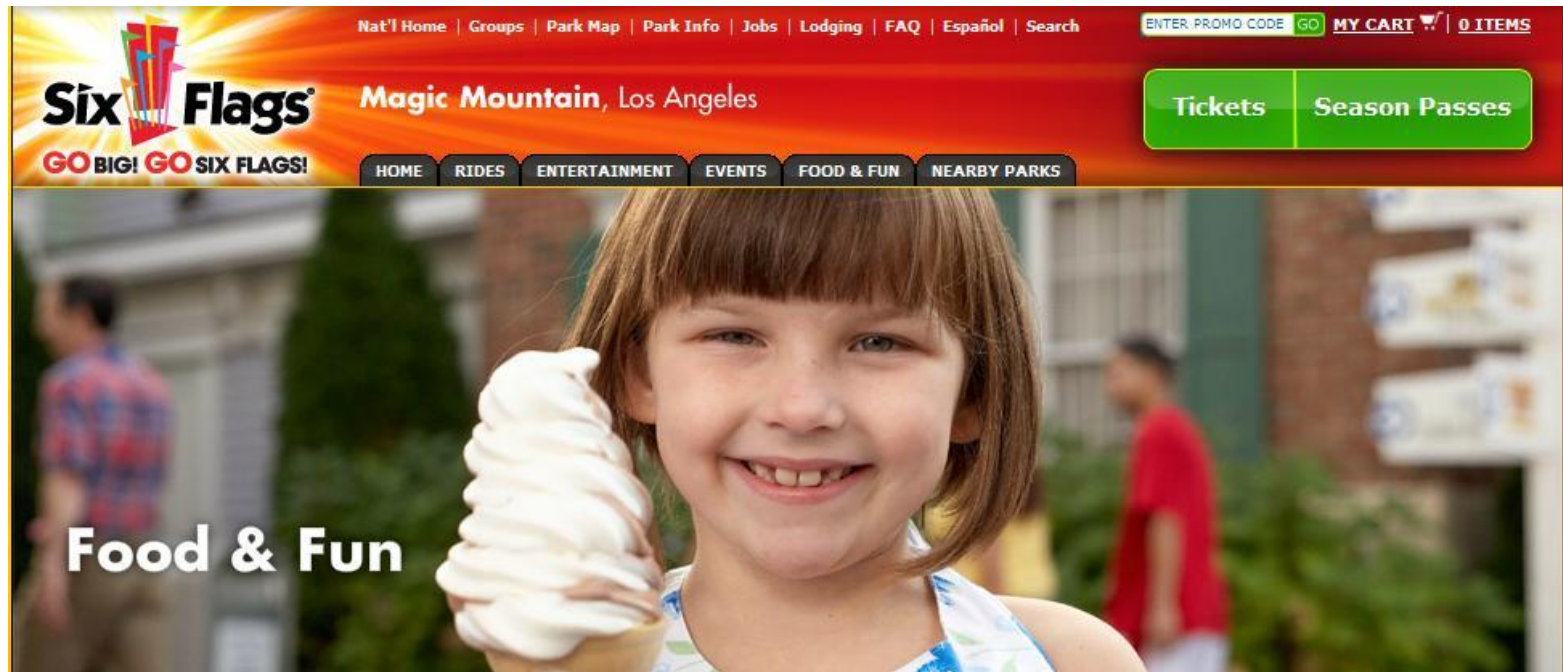 Nat'l Home | Groups | Park Map | Park Info | Jobs | Lodging | FAQ | Español | Search
ENTER PROMO CODE GO MY CART | 0 ITEMS
Six Flags®
GO BIG! GO SIX FLAGS!
Magic Mountain, Los Angeles
Tickets Season Passes
HOME RIDES ENTERTAINMENT EVENTS FOOD & FUN NEARBY PARKS
Food & Fun